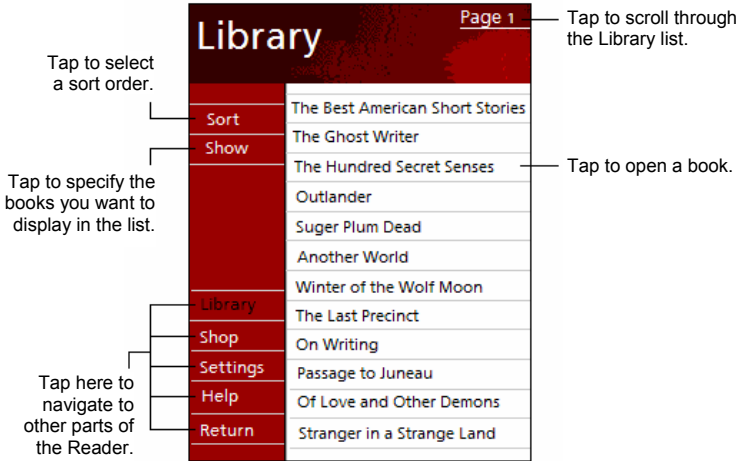 Library
Page 1
Tap to scroll through
the Library list.
Tap to select
a sort order.
Sort
Show
Tap to specify the
books you want to
display in the list.
The Best American Short Stories
The Ghost Writer
The Hundred Secret Senses
Tap to open a book.
Outlander
Suger Plum Dead
Another World
Winter of the Wolf Moon
The Last Precinct
On Writing
Passage to Juneau
Of Love and Other Demons
Stranger in a Strange Land
Library
Shop
Settings
Help
Return
Tap here to
navigate to
other parts of
the Reader.